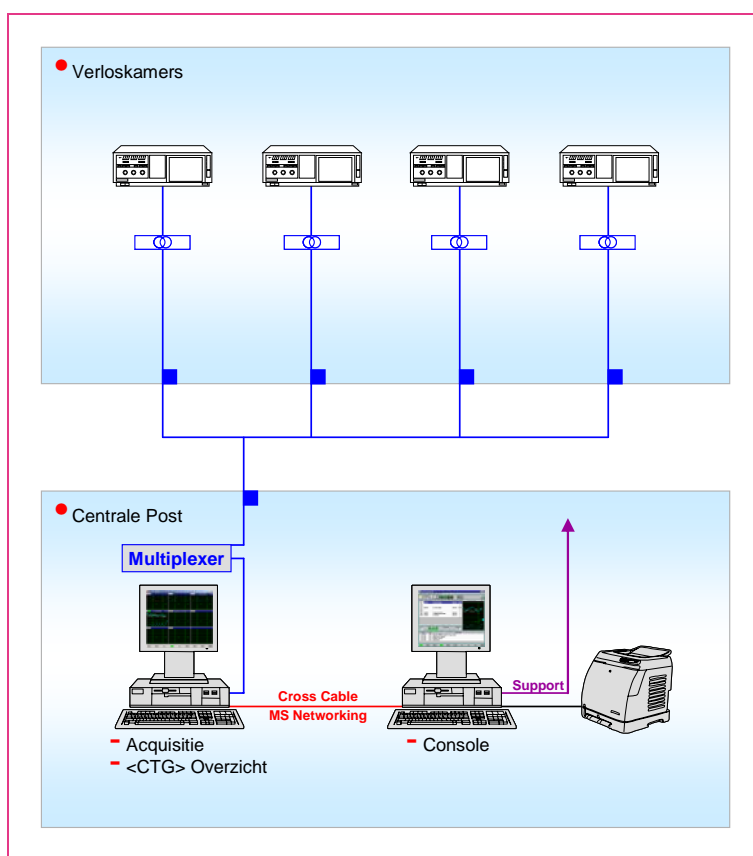 Verloskamers
Centrale Post
Multiplexer
Support
Cross Cable
MS Networking
- Acquisitie
- <CTG> Overzicht
- Console